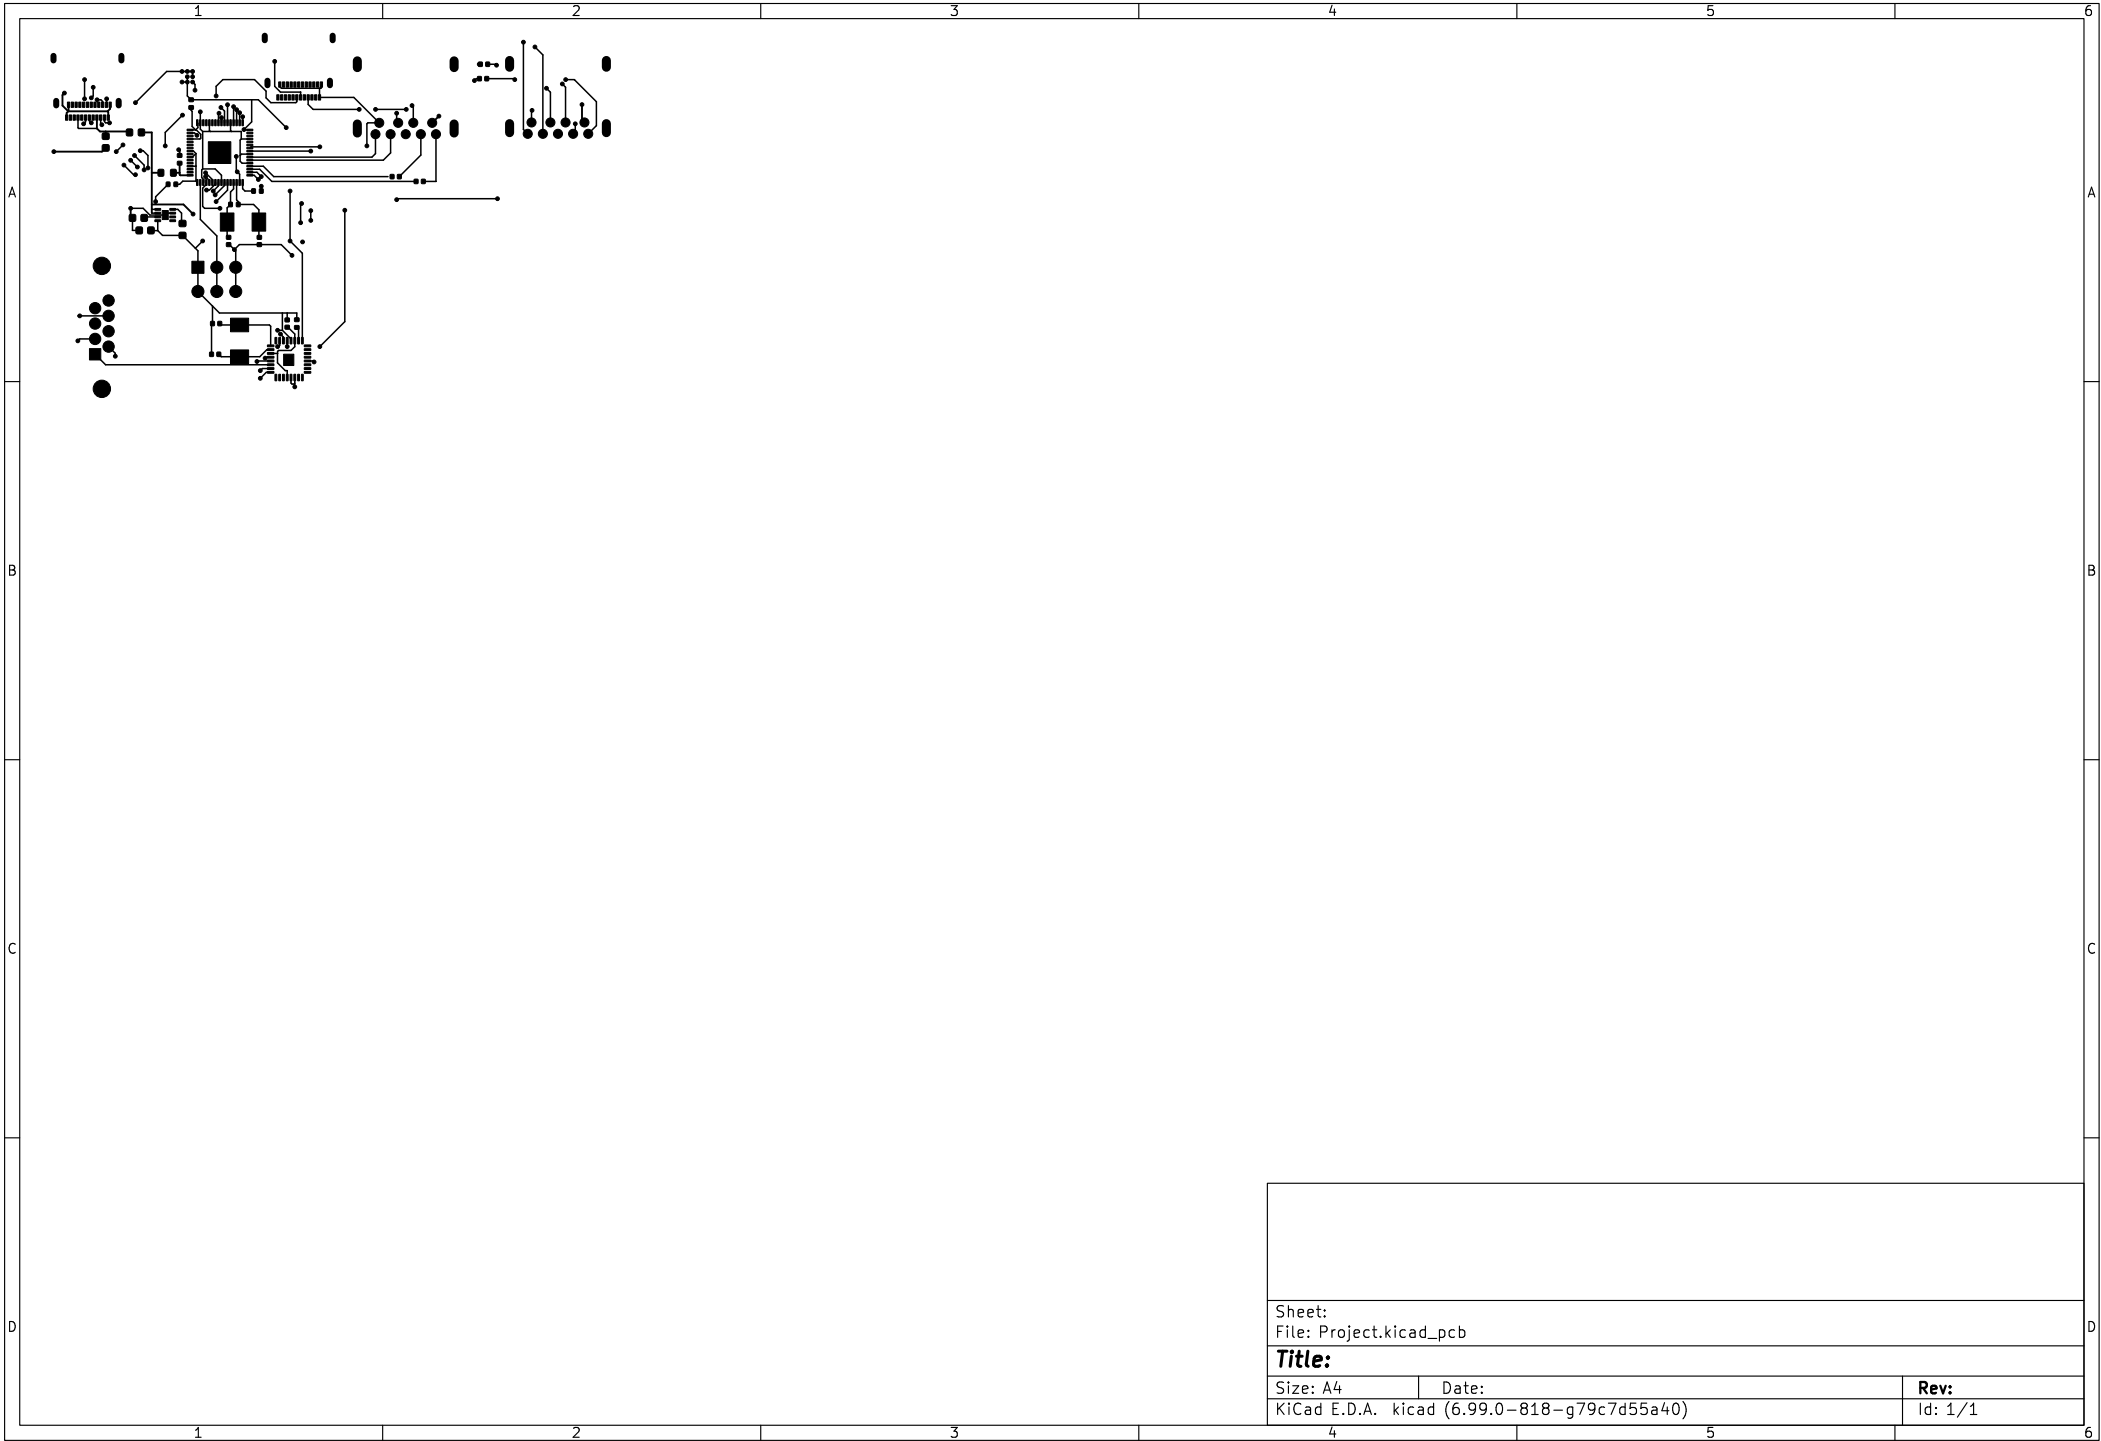 1 2 3 4 5 6
A A
B B
C C
D D
Sheet:
File: Project.kicad_pcb
Title:
Size: A4 Date: Rev:
KiCad E.D.A. kicad (6.99.0-818-g79c7d55a40) Id: 1/1
1 2 3 4 5 6